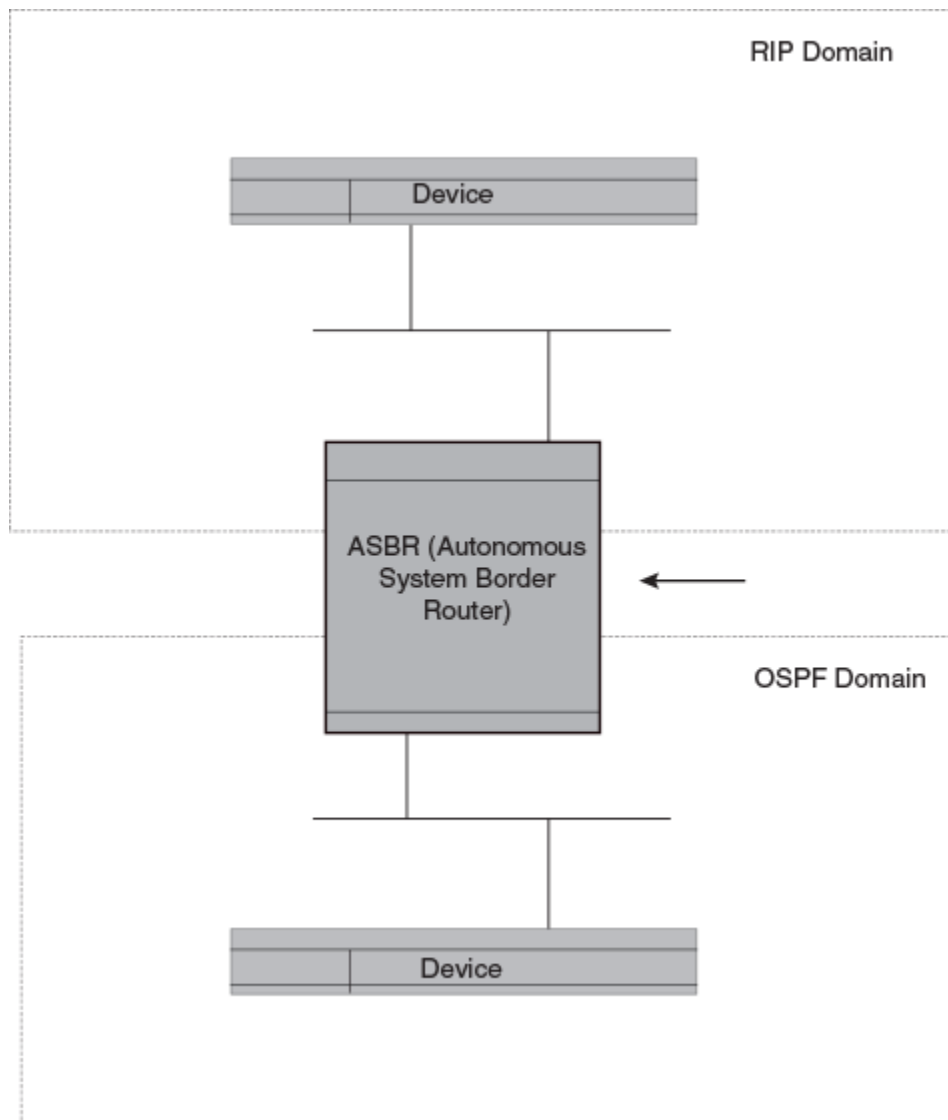 RIP Domain
Device
ASBR (Autonomous
System Border
Router)
OSPF Domain
Device